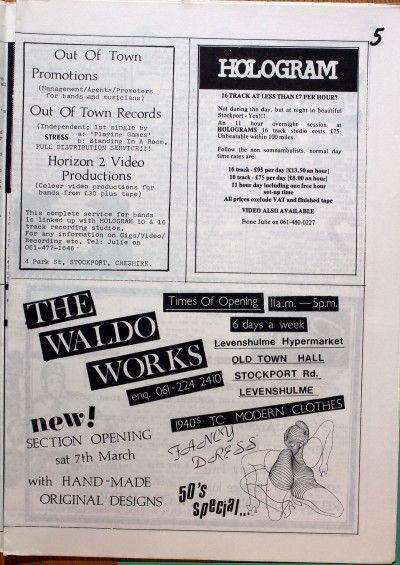 5
Out Of Town
Promotions
(Management/Agents/Promoters
for bands and musicians)
Out Of Town Records
(Independent; 1st single by
STRESS a: 'Playing Games'
b: Standing In A Room,
FULL DISTRIBUTION SERVICE!!!
Horizon 2 Video
Productions
(Colour video productions for
bands from £30 plus tape)
This complete service for bands
is linked up with HOLOGRAM 10 & 16
track recording studios.
For any information on Gigs/Video/
Recording etc. Tel: Julie on
061-477-1646
4 Park St, STOCKPORT, CHESHIRE.
HOLOGRAM
16 TRACK AT LESS THAN £7 PER HOUR?
Not during the day, but at night in beautiful
Stockport - Yes!!!
An 11 hour overnight session at
HOLOGRAMS 16 track studio costs £75:
Unbeatable within 100 miles.
Follow the non somnambulists, normal day
time rates are:
16 track - £95 per day [£13.50 an hour]
10 track - £75 per day [£8.00 an hour]
11 hour day including one free hour
set-up time
All prices exclude VAT and finished tape
VIDEO ALSO AVAILABLE
Phone Julie on 061-480-0227
THE
WALDO
WORKS
enq. 061-224 2410
Times Of Opening 11a.m. — 5p.m.
6 days a week
Levenshulme Hypermarket
OLD TOWN HALL
STOCKPORT Rd.
LEVENSHULME
new!
SECTION OPENING
sat 7th March
with HAND-MADE
ORIGINAL DESIGNS
1940s TO MODERN CLOTHES
FANCY
DRESS
50's
special...